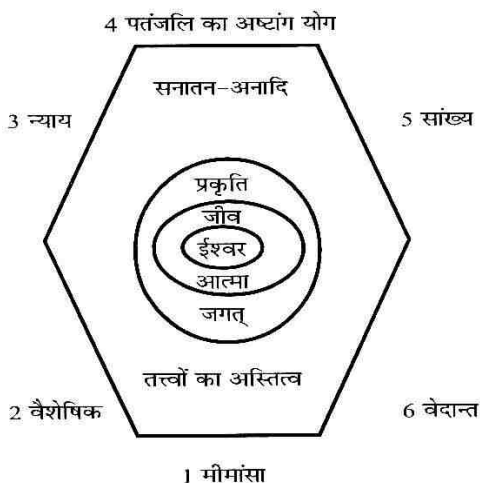 4 पतंजलि का अष्टांग योग
सनातन-अनादि
3 न्याय
5 सांख्य
प्रकृति
जीव
ईश्वर
आत्मा
जगत्
तत्त्वों का अस्तित्व
2 वैशेषिक
6 वेदान्त
1 मीमांसा